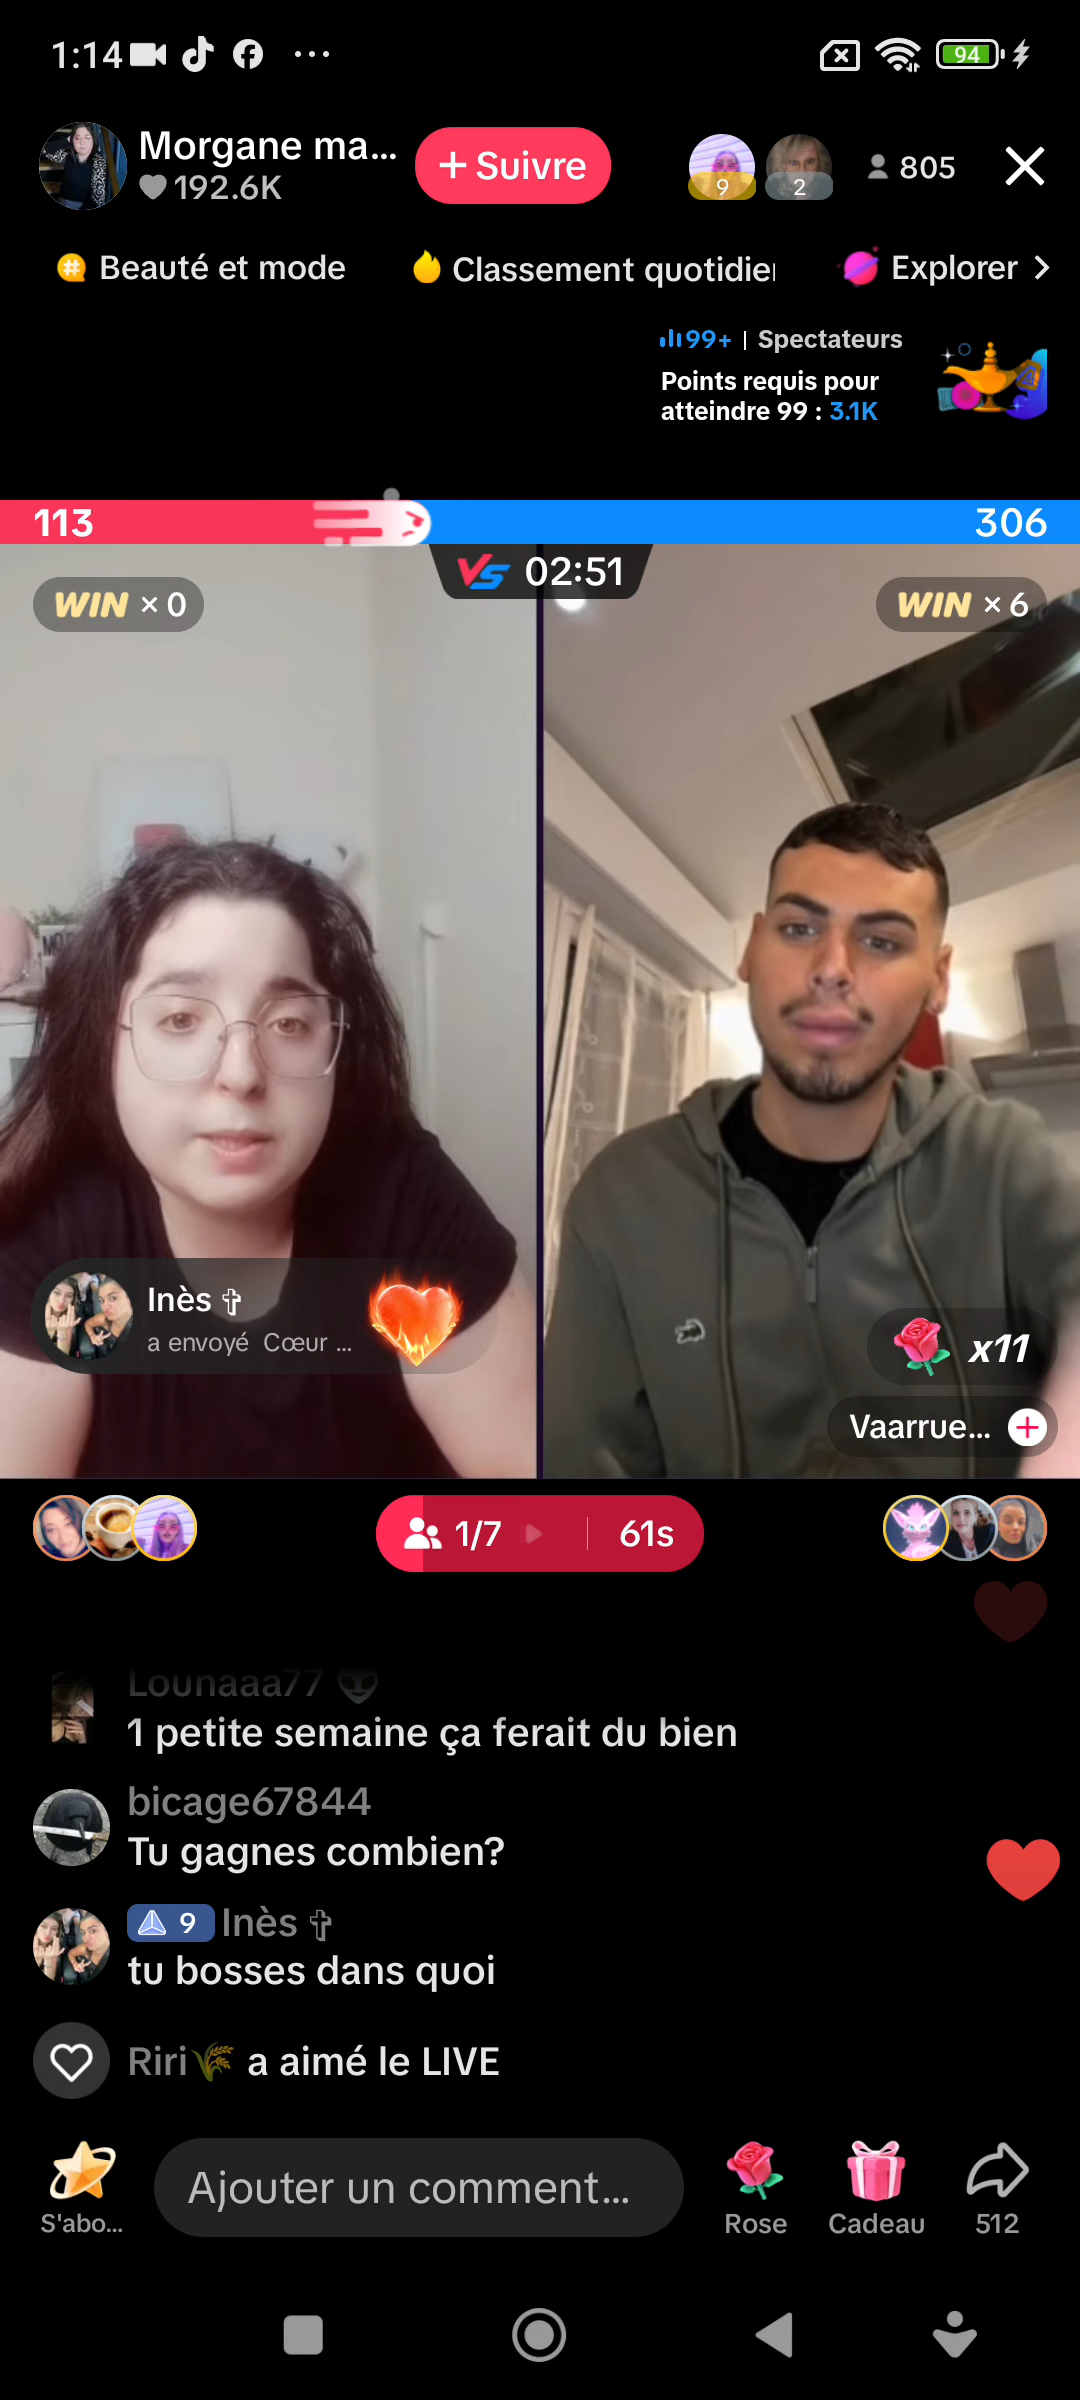 1:14
94
Morgane ma...
192.6K
+ Suivre
9
2
805
Beauté et mode
Classement quotidie
Explorer
99+ | Spectateurs
Points requis pour
atteindre 99 : 3.1K
113
306
VS 02:51
WIN × 0
WIN × 6
Inès ✞
a envoyé Cœur ...
x11
Vaarrue...
1/7
61s
Lounaaa77 👽
1 petite semaine ça ferait du bien
bicage67844
Tu gagnes combien?
9 Inès ✞
tu bosses dans quoi
Riri🌾 a aimé le LIVE
Ajouter un comment...
S'abo...
Rose
Cadeau
512